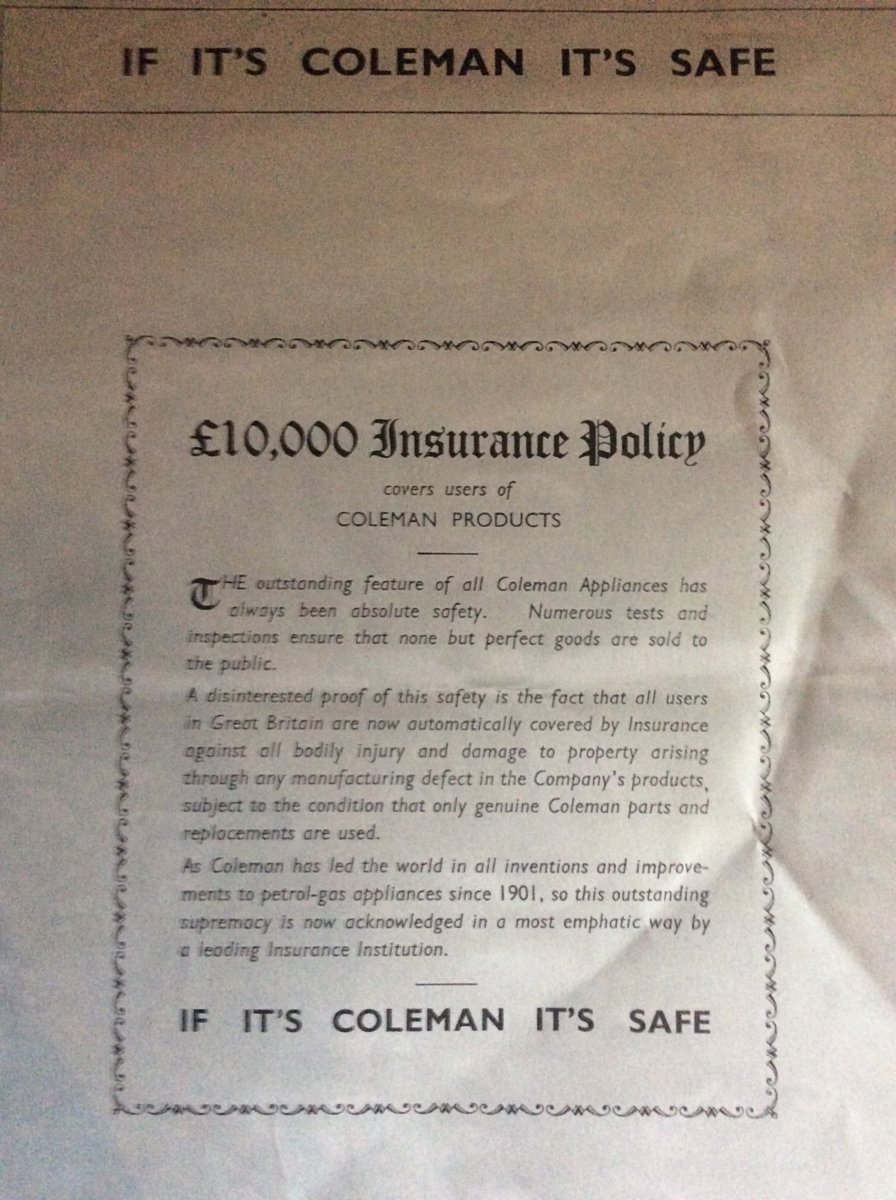 IF IT'S COLEMAN IT'S SAFE
£10,000 Insurance Policy
covers users of
COLEMAN PRODUCTS
THE outstanding feature of all Coleman Appliances has
always been absolute safety. Numerous tests and
inspections ensure that none but perfect goods are sold to
the public.
A disinterested proof of this safety is the fact that all users
in Great Britain are now automatically covered by Insurance
against all bodily injury and damage to property arising
through any manufacturing defect in the Company's products,
subject to the condition that only genuine Coleman parts and
replacements are used.
As Coleman has led the world in all inventions and improve-
ments to petrol-gas appliances since 1901, so this outstanding
supremacy is now acknowledged in a most emphatic way by
a leading Insurance Institution.
IF IT'S COLEMAN IT'S SAFE